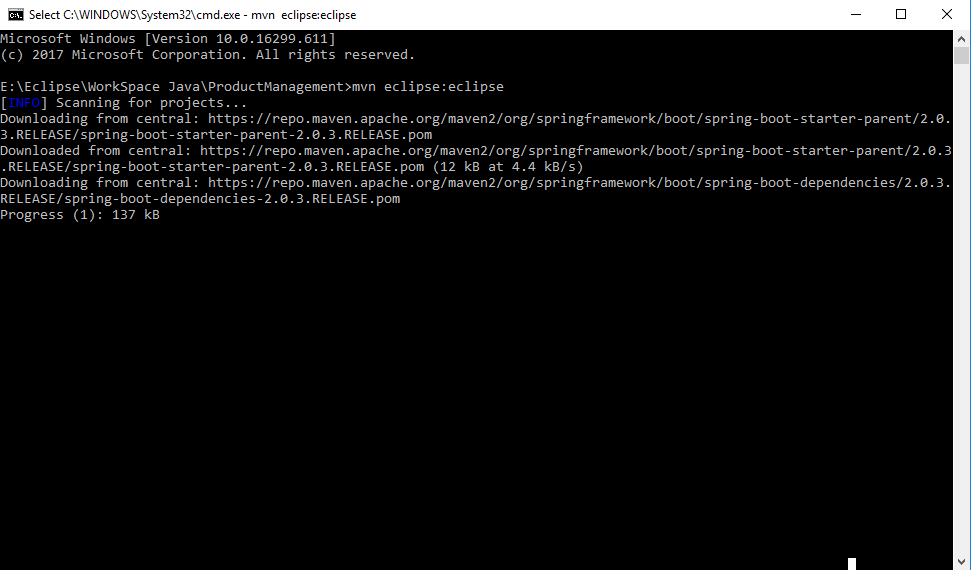 Select C:\WINDOWS\System32\cmd.exe - mvn  eclipse:eclipse
Microsoft Windows [Version 10.0.16299.611]
(c) 2017 Microsoft Corporation. All rights reserved.
E:\Eclipse\WorkSpace Java\ProductManagement>mvn eclipse:eclipse
[INFO] Scanning for projects...
Downloading from central: https://repo.maven.apache.org/maven2/org/springframework/boot/spring-boot-starter-parent/2.0.
3.RELEASE/spring-boot-starter-parent-2.0.3.RELEASE.pom
Downloaded from central: https://repo.maven.apache.org/maven2/org/springframework/boot/spring-boot-starter-parent/2.0.3
.RELEASE/spring-boot-starter-parent-2.0.3.RELEASE.pom (12 kB at 4.4 kB/s)
Downloading from central: https://repo.maven.apache.org/maven2/org/springframework/boot/spring-boot-dependencies/2.0.3.
RELEASE/spring-boot-dependencies-2.0.3.RELEASE.pom
Progress (1): 137 kB